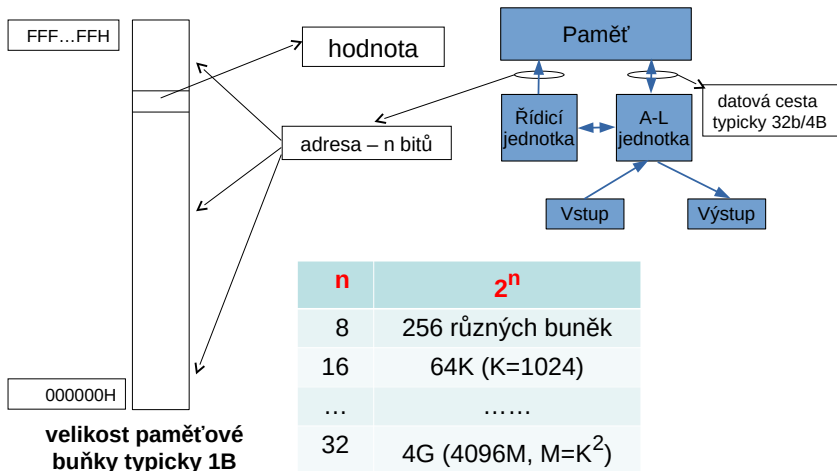 FFF…FFH
hodnota
Paměť
datová cesta
typicky 32b/4B
Řídicí
jednotka
A-L
jednotka
adresa – n bitů
Vstup
Výstup
n 2ⁿ
8 256 různých buněk
16 64K (K=1024)
… ……
32 4G (4096M, M=K²)
000000H
velikost paměťové
buňky typicky 1B